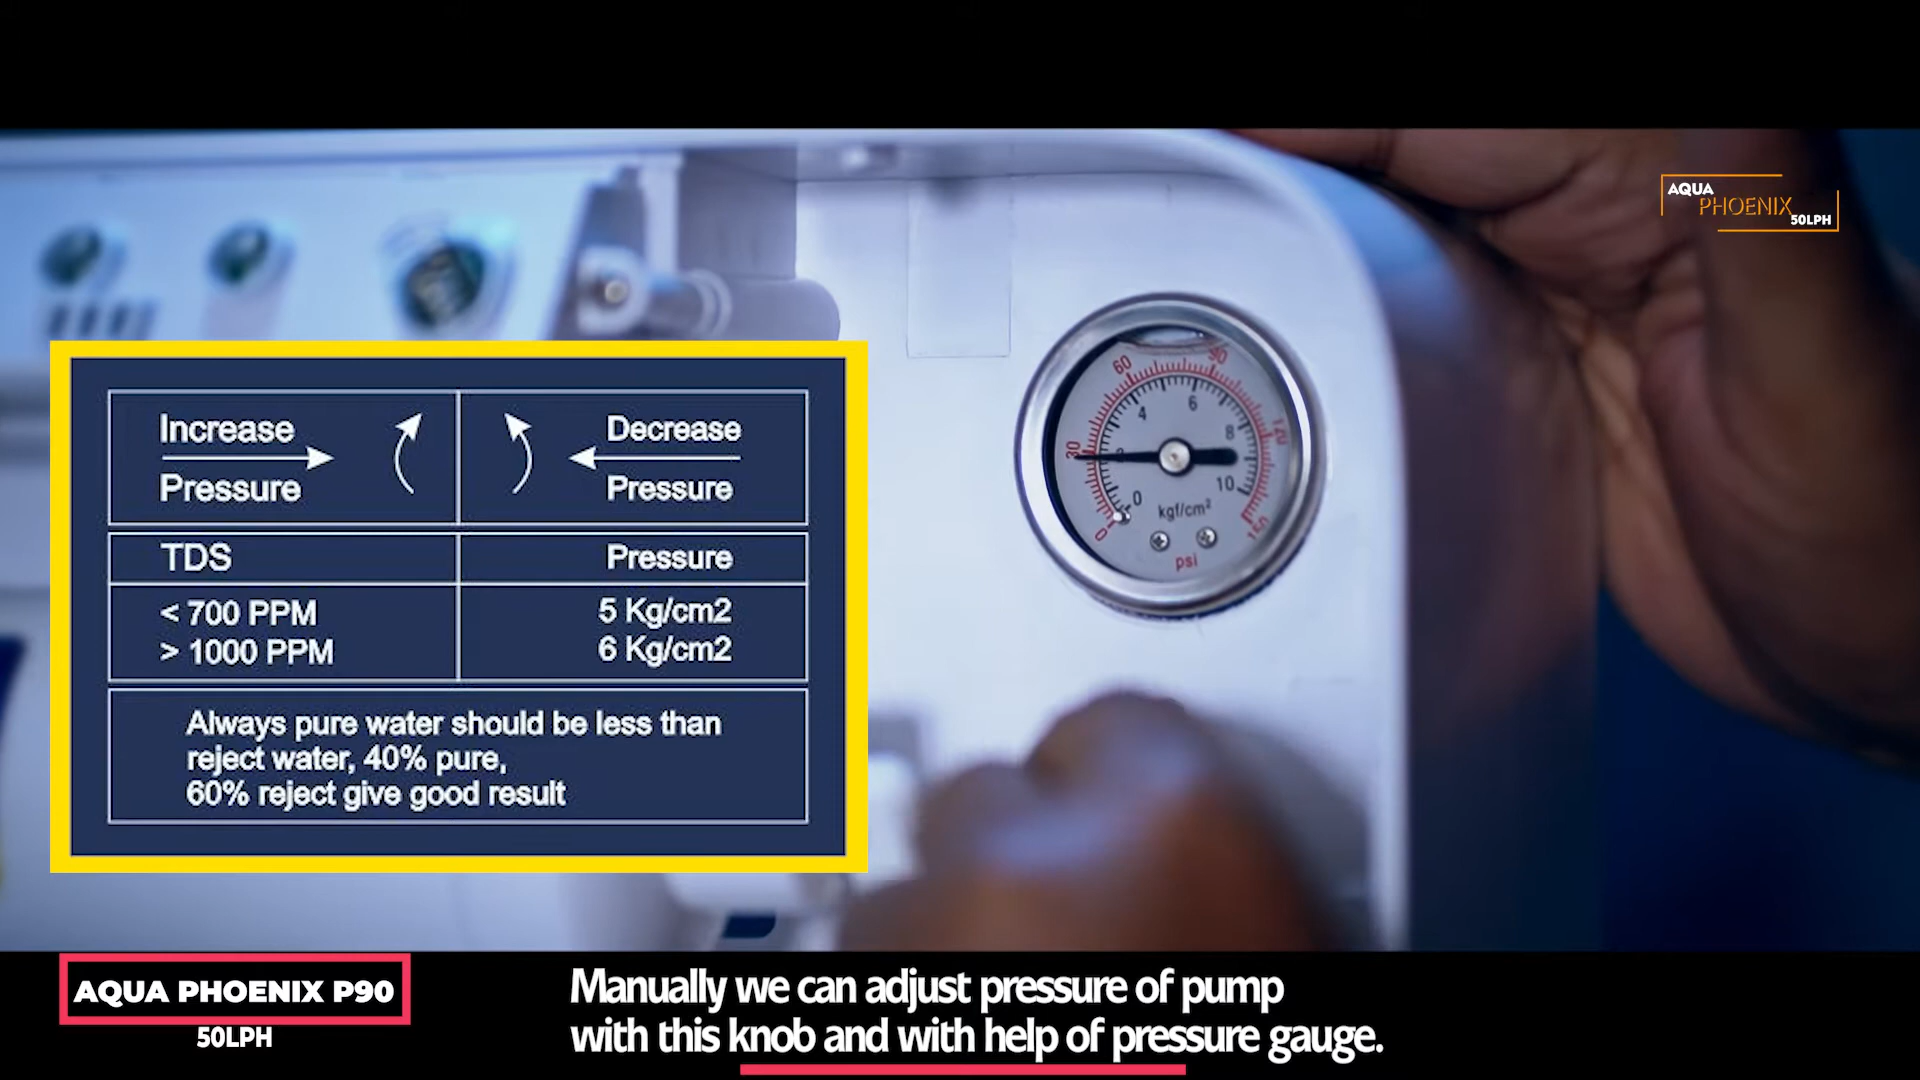 AQUA
PHOENIX
50LPH
60 90
4 6
30 2 8 120
0 10
kgf/cm²
0 150
psi
Increase
Pressure
Decrease
Pressure
TDS Pressure
< 700 PPM 5 Kg/cm2
> 1000 PPM 6 Kg/cm2
Always pure water should be less than
reject water, 40% pure,
60% reject give good result
AQUA PHOENIX P90
50LPH
Manually we can adjust pressure of pump
with this knob and with help of pressure gauge.